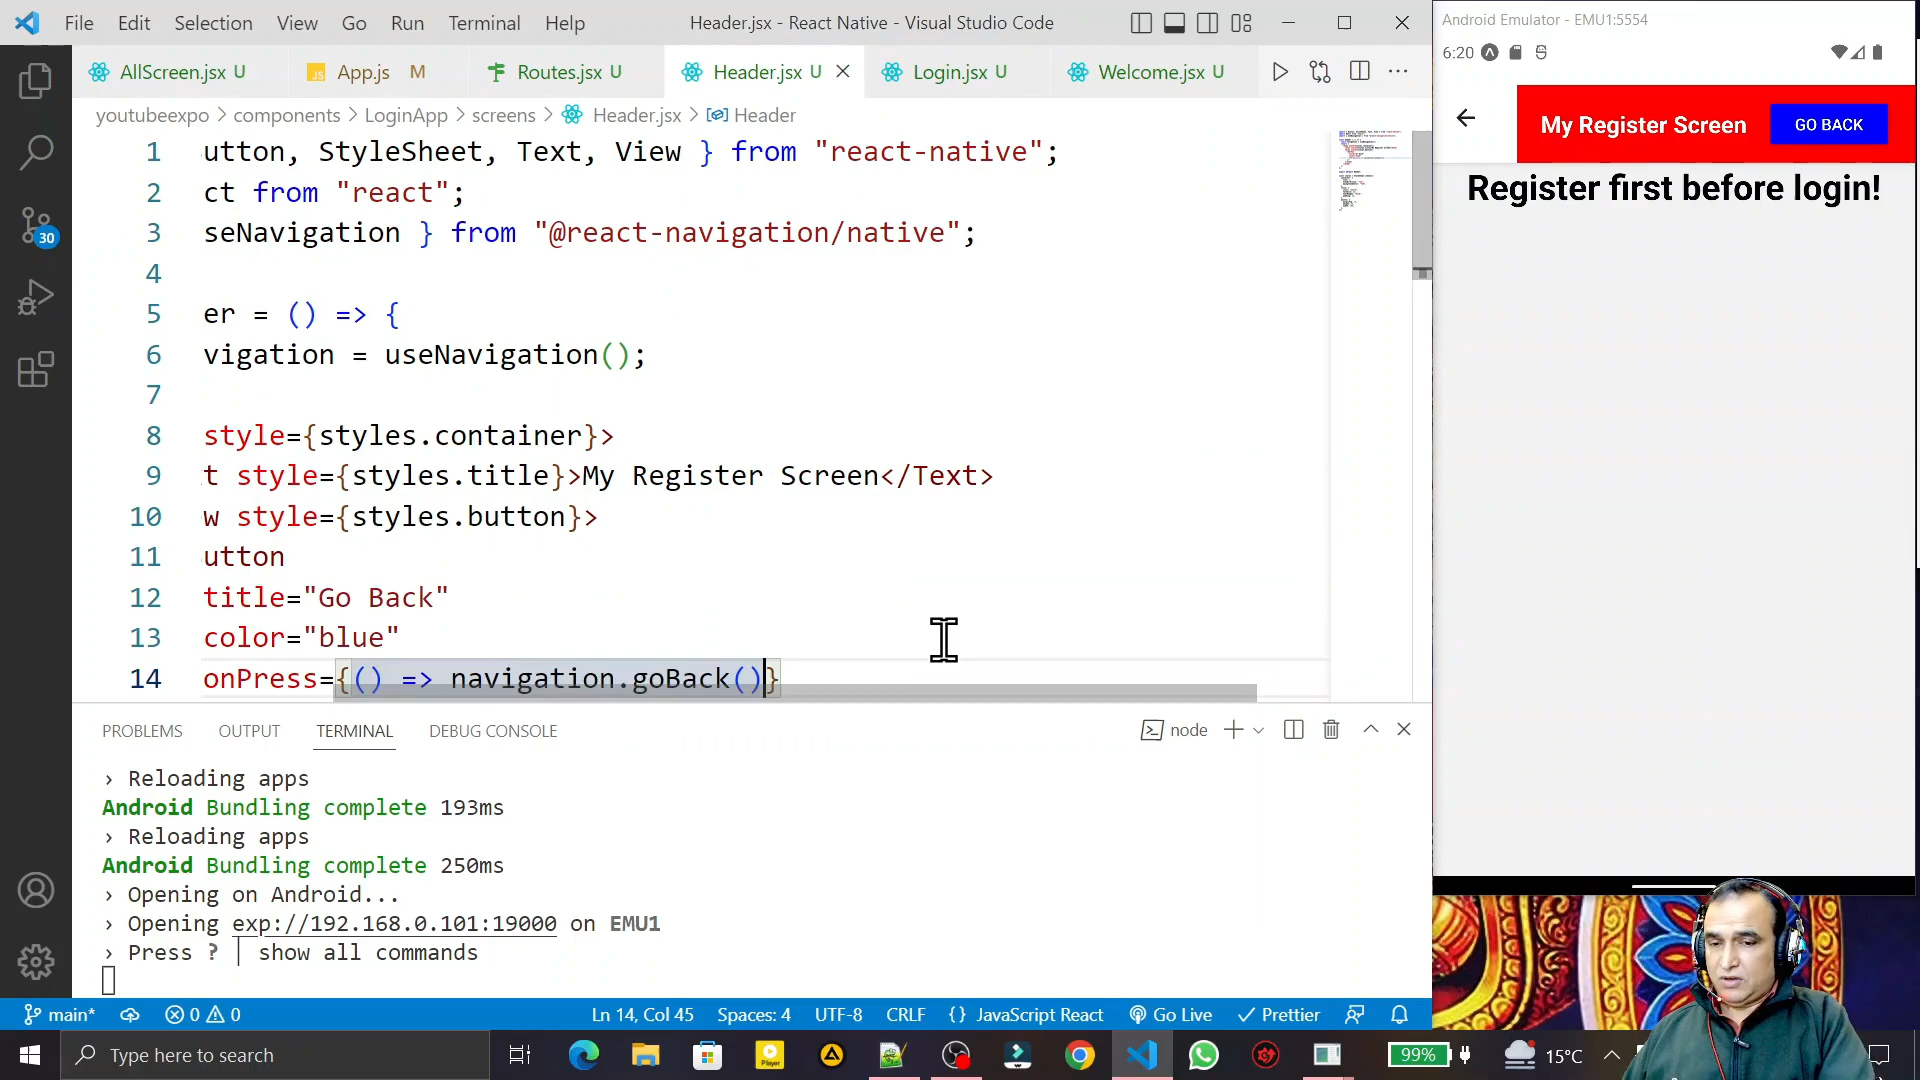 File Edit Selection View Go Run Terminal Help
Header.jsx - React Native - Visual Studio Code
AllScreen.jsx U
JS App.js M
Routes.jsx U
Header.jsx U
Login.jsx U
Welcome.jsx U
youtubeexpo > components > LoginApp > screens > Header.jsx > Header
1 utton, StyleSheet, Text, View } from "react-native";
2 ct from "react";
3 seNavigation } from "@react-navigation/native";
4
5 er = () => {
6 vigation = useNavigation();
7
8 style={styles.container}>
9 t style={styles.title}>My Register Screen</Text>
10 w style={styles.button}>
11 utton
12 title="Go Back"
13 color="blue"
14 onPress={() => navigation.goBack()}
30
PROBLEMS OUTPUT TERMINAL DEBUG CONSOLE
node
› Reloading apps
Android Bundling complete 193ms
› Reloading apps
Android Bundling complete 250ms
› Opening on Android...
› Opening exp://192.168.0.101:19000 on EMU1
› Press ? │ show all commands
main* 0 0
Ln 14, Col 45 Spaces: 4 UTF-8 CRLF {} JavaScript React Go Live Prettier
Android Emulator - EMU1:5554
6:20
My Register Screen
GO BACK
Register first before login!
Type here to search
Player
99%
15°C